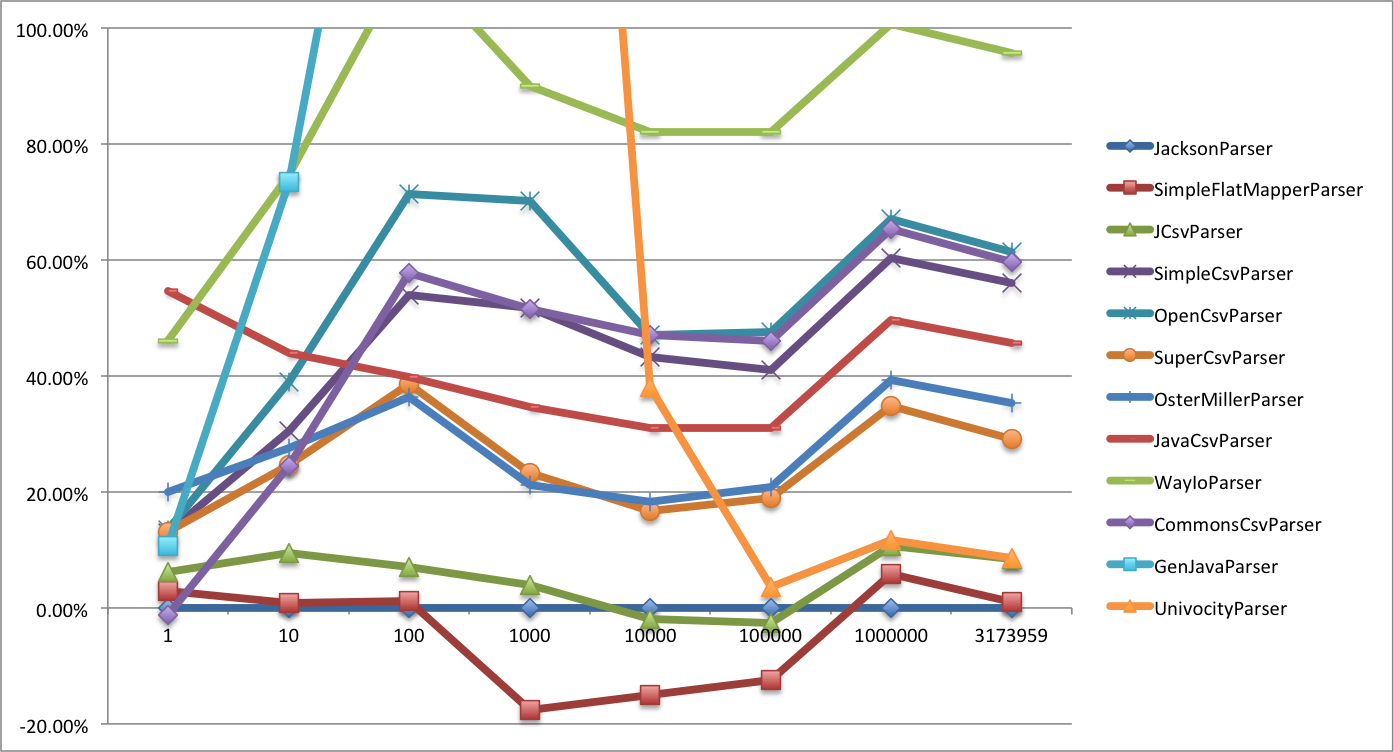 100.00%
80.00%
60.00%
40.00%
20.00%
0.00%
-20.00%
1 10 100 1000 10000 100000 1000000 3173959
JacksonParser
SimpleFlatMapperParser
JCsvParser
SimpleCsvParser
OpenCsvParser
SuperCsvParser
OsterMillerParser
JavaCsvParser
WayIoParser
CommonsCsvParser
GenJavaParser
UnivocityParser